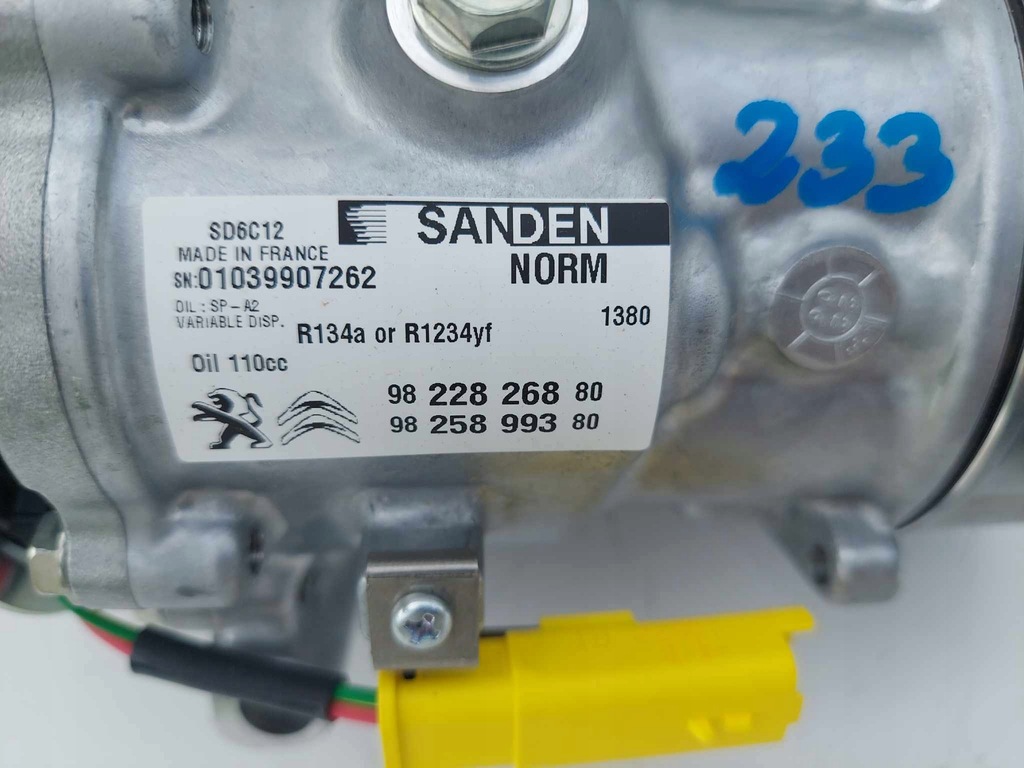 233
SD6C12
SANDEN
MADE IN FRANCE
NORM
SN:01039907262
OIL : SP-A2
VARIABLE DISP.
1380
R134a or R1234yf
Oil 110cc
98 228 268 80
98 258 993 80